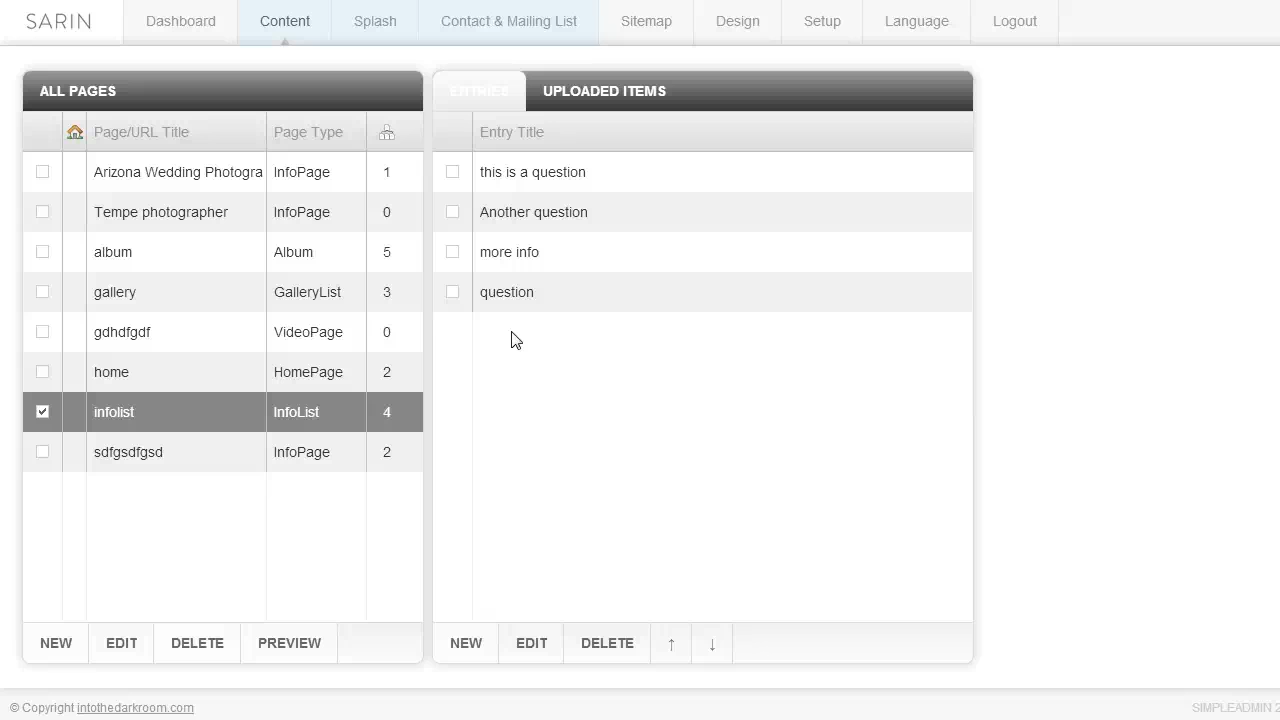 SARIN Dashboard Content Splash Contact & Mailing List Sitemap Design Setup Language Logout
ALL PAGES
Page/URL Title Page Type
Arizona Wedding Photogra InfoPage 1
Tempe photographer InfoPage 0
album Album 5
gallery GalleryList 3
gdhdfgdf VideoPage 0
home HomePage 2
infolist InfoList 4
sdfgsdfgsd InfoPage 2
NEW EDIT DELETE PREVIEW
ENTRIES UPLOADED ITEMS
Entry Title
this is a question
Another question
more info
question
NEW EDIT DELETE ↑ ↓
© Copyright intothedarkroom.com
SIMPLEADMIN 2